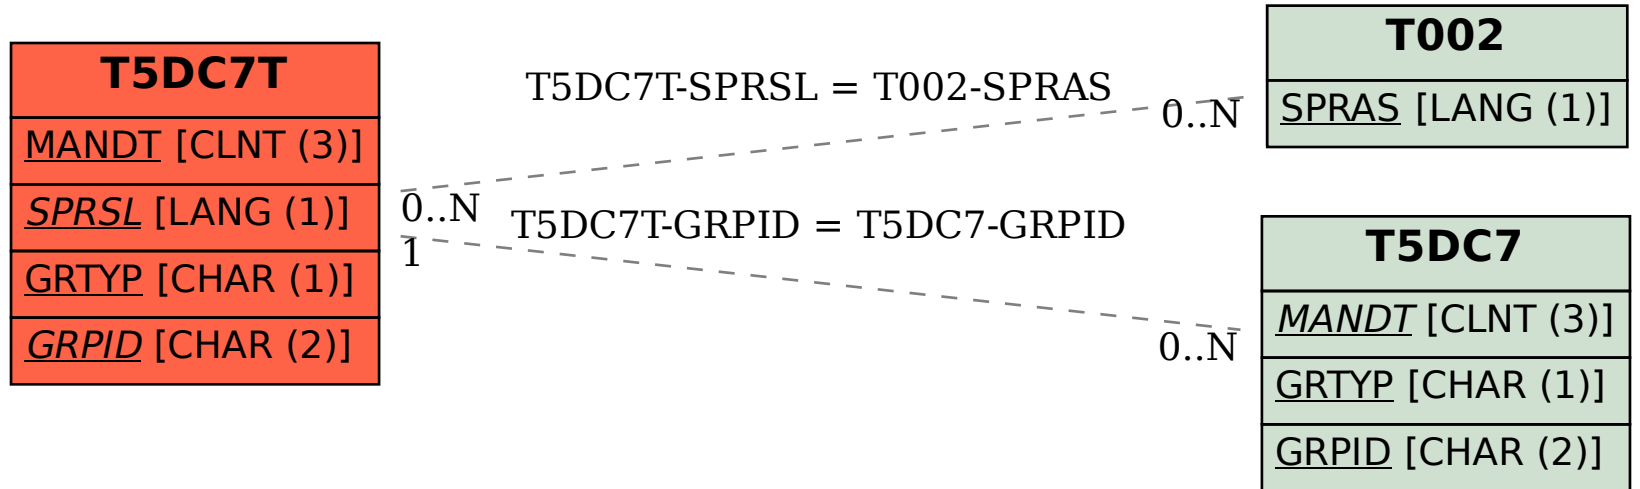 T5DC7T
MANDT [CLNT (3)]
SPRSL [LANG (1)]
GRTYP [CHAR (1)]
GRPID [CHAR (2)]
T5DC7T-SPRSL = T002-SPRAS
0..N
0..N
T5DC7T-GRPID = T5DC7-GRPID
1
0..N
T002
SPRAS [LANG (1)]
T5DC7
MANDT [CLNT (3)]
GRTYP [CHAR (1)]
GRPID [CHAR (2)]